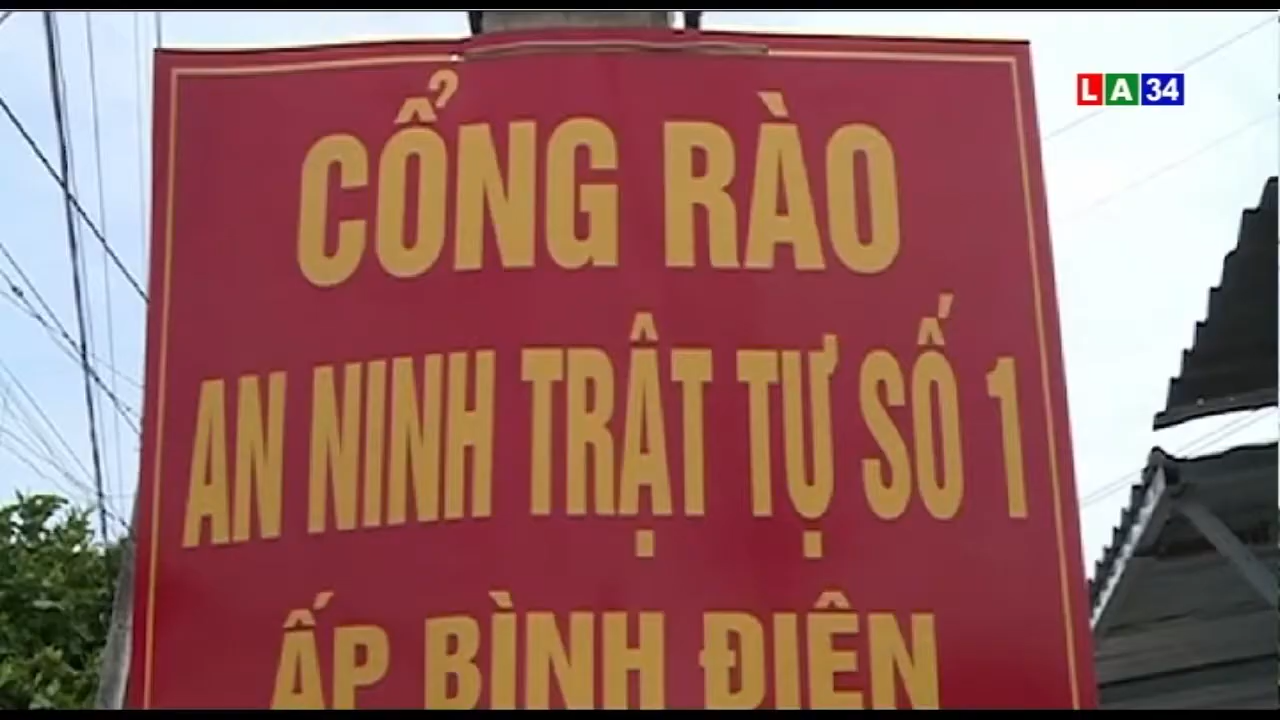 LA34
CỔNG RÀO
AN NINH TRẬT TỰ SỐ 1
ẤP BÌNH ĐIỆN